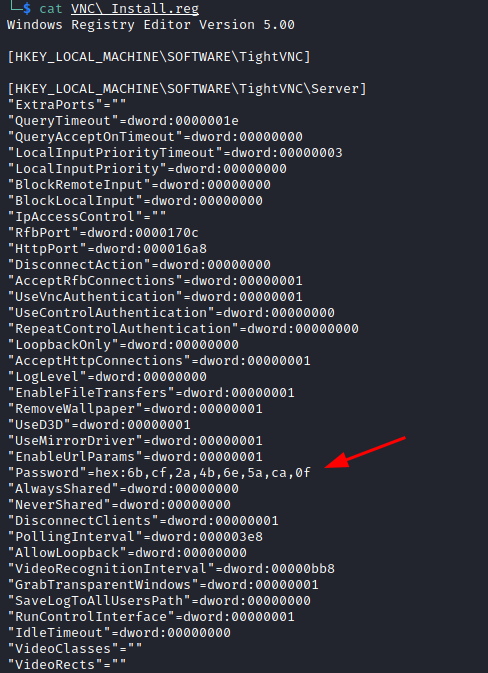 $ cat VNC\ Install.reg
Windows Registry Editor Version 5.00
[HKEY_LOCAL_MACHINE\SOFTWARE\TightVNC]
[HKEY_LOCAL_MACHINE\SOFTWARE\TightVNC\Server]
"ExtraPorts"=""
"QueryTimeout"=dword:0000001e
"QueryAcceptOnTimeout"=dword:00000000
"LocalInputPriorityTimeout"=dword:00000003
"LocalInputPriority"=dword:00000000
"BlockRemoteInput"=dword:00000000
"BlockLocalInput"=dword:00000000
"IpAccessControl"=""
"RfbPort"=dword:0000170c
"HttpPort"=dword:000016a8
"DisconnectAction"=dword:00000000
"AcceptRfbConnections"=dword:00000001
"UseVncAuthentication"=dword:00000001
"UseControlAuthentication"=dword:00000000
"RepeatControlAuthentication"=dword:00000000
"LoopbackOnly"=dword:00000000
"AcceptHttpConnections"=dword:00000001
"LogLevel"=dword:00000000
"EnableFileTransfers"=dword:00000001
"RemoveWallpaper"=dword:00000001
"UseD3D"=dword:00000001
"UseMirrorDriver"=dword:00000001
"EnableUrlParams"=dword:00000001
"Password"=hex:6b,cf,2a,4b,6e,5a,ca,0f
"AlwaysShared"=dword:00000000
"NeverShared"=dword:00000000
"DisconnectClients"=dword:00000001
"PollingInterval"=dword:000003e8
"AllowLoopback"=dword:00000000
"VideoRecognitionInterval"=dword:00000bb8
"GrabTransparentWindows"=dword:00000001
"SaveLogToAllUsersPath"=dword:00000000
"RunControlInterface"=dword:00000001
"IdleTimeout"=dword:00000000
"VideoClasses"=""
"VideoRects"=""